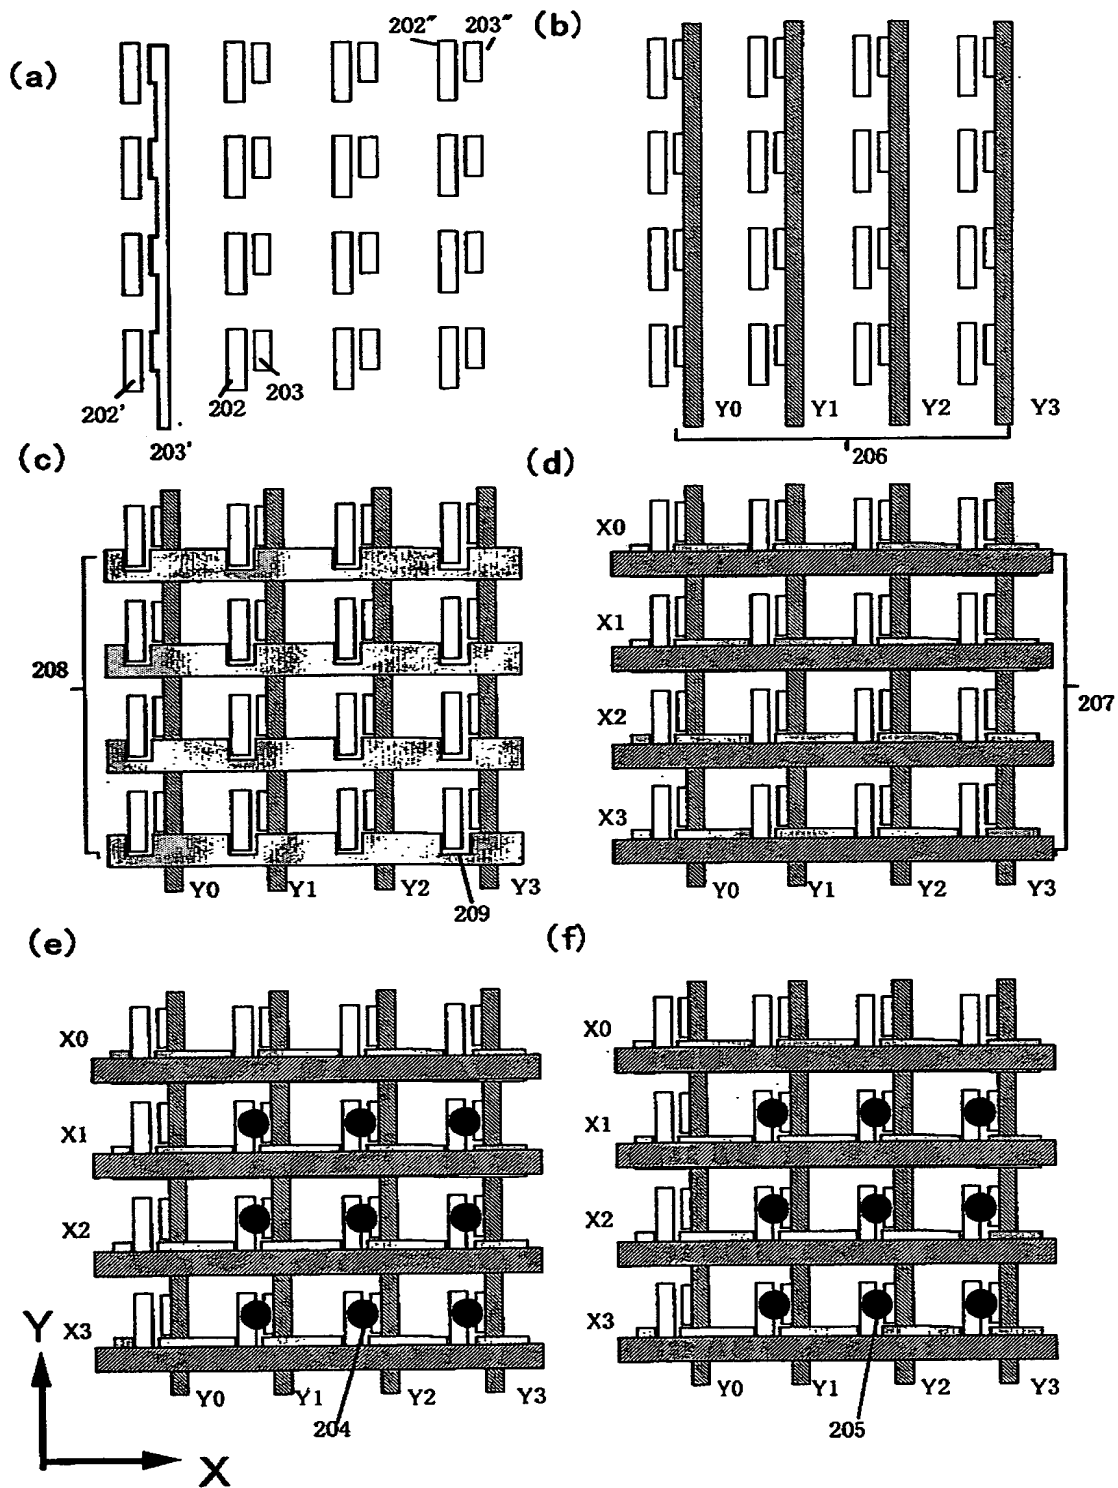 (a)
202" 203"
202'
202
203
203'
(b)
Y0 Y1 Y2 Y3
206
(c)
208
Y0 Y1 Y2 Y3
209
(d)
X0
X1
X2
X3
207
Y0 Y1 Y2 Y3
(e)
X0
X1
X2
X3
Y0 Y1 Y2 Y3
204
Y
X
(f)
X0
X1
X2
X3
Y0 Y1 Y2 Y3
205